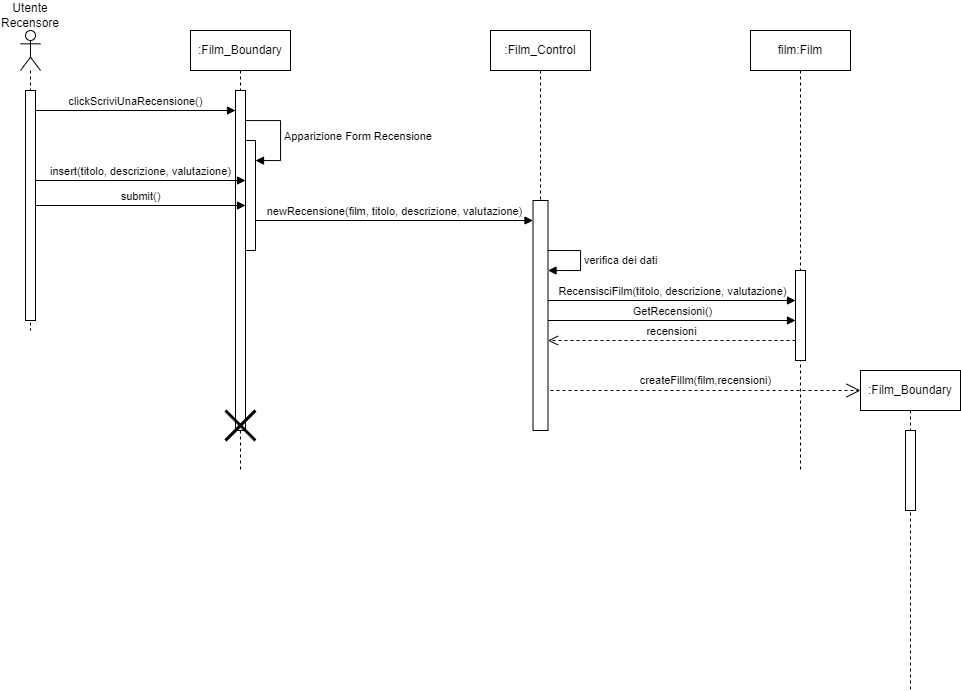 Utente
Recensore
:Film_Boundary
:Film_Control
film:Film
clickScriviUnaRecensione()
Apparizione Form Recensione
insert(titolo, descrizione, valutazione)
submit()
newRecensione(film, titolo, descrizione, valutazione)
verifica dei dati
RecensisciFilm(titolo, descrizione, valutazione)
GetRecensioni()
recensioni
createFillm(film,recensioni)
:Film_Boundary